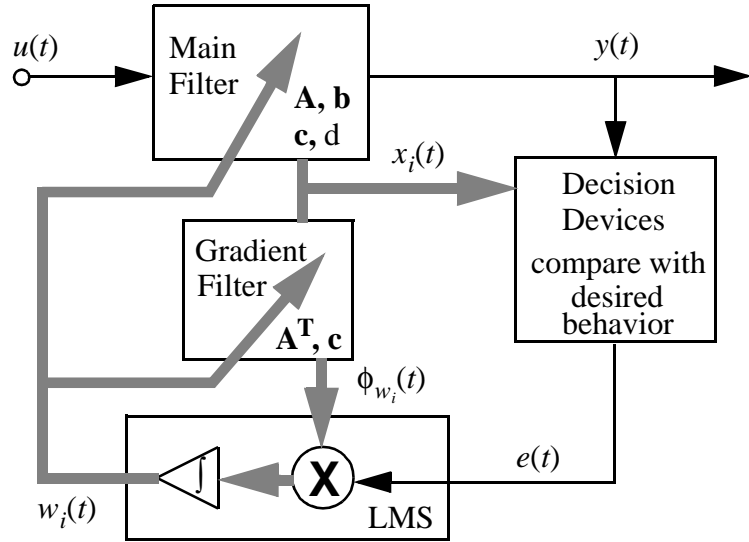 u(t)
Main
Filter
A, b
c, d
y(t)
x_i(t)
Decision
Devices
compare with
desired
behavior
Gradient
Filter
A^T, c
ϕ_{w_i}(t)
e(t)
∫
X
LMS
w_i(t)